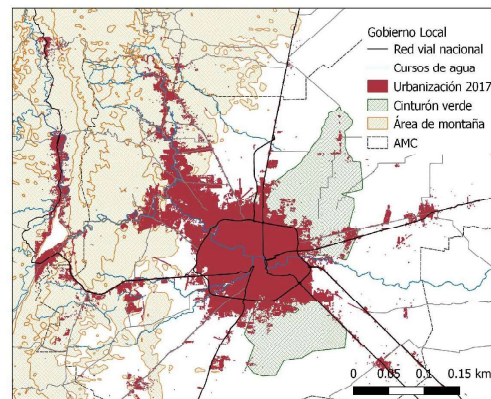 Gobierno Local
Red vial nacional
Cursos de agua
Urbanización 2017
Cinturón verde
Área de montaña
AMC
0 0.05 0.1 0.15 km